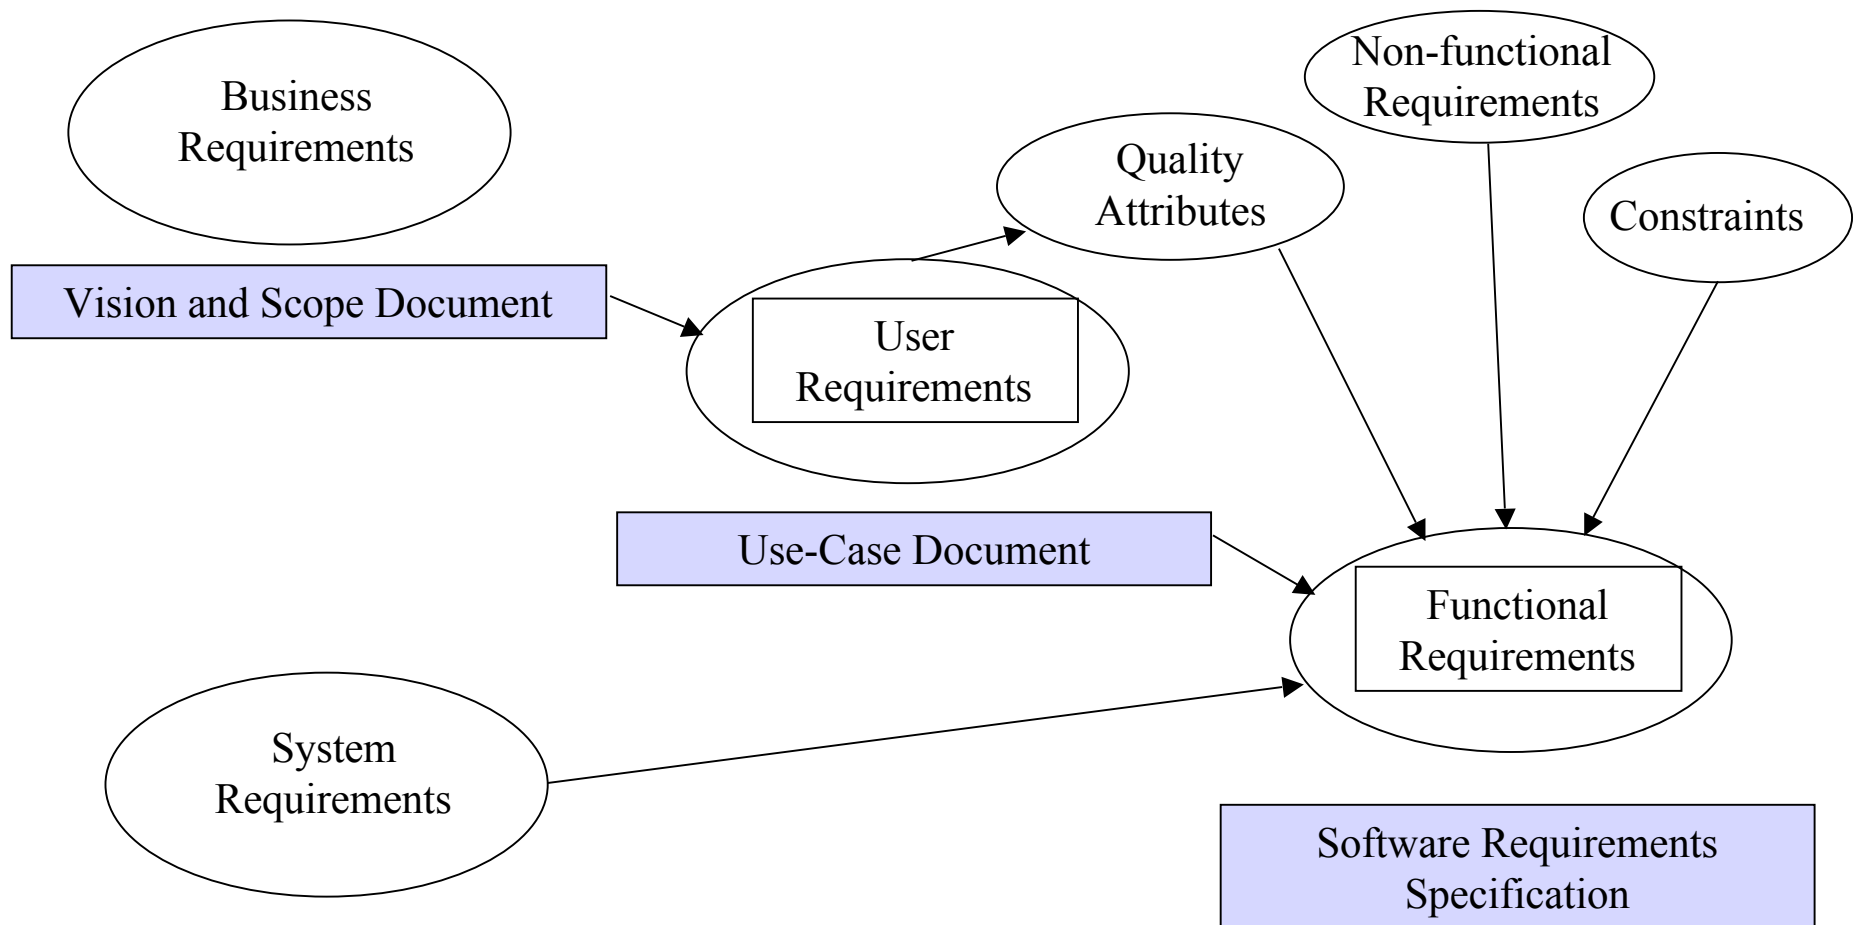 Business
Requirements
Non-functional
Requirements
Quality
Attributes
Constraints
Vision and Scope Document
User
Requirements
Use-Case Document
Functional
Requirements
System
Requirements
Software Requirements
Specification